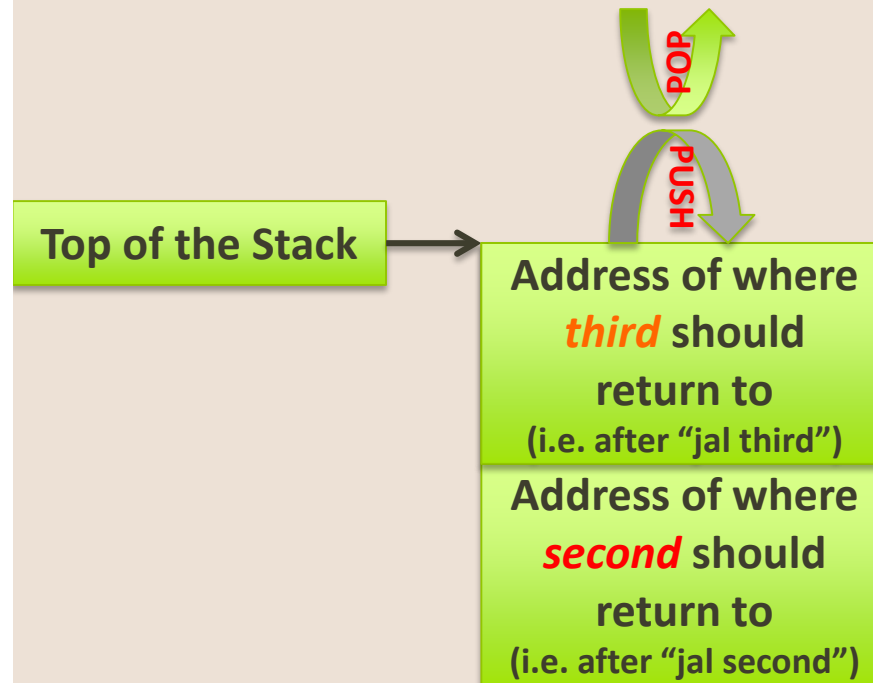 POP
PUSH
Top of the Stack
Address of where
third should
return to
(i.e. after “jal third”)
Address of where
second should
return to
(i.e. after “jal second”)